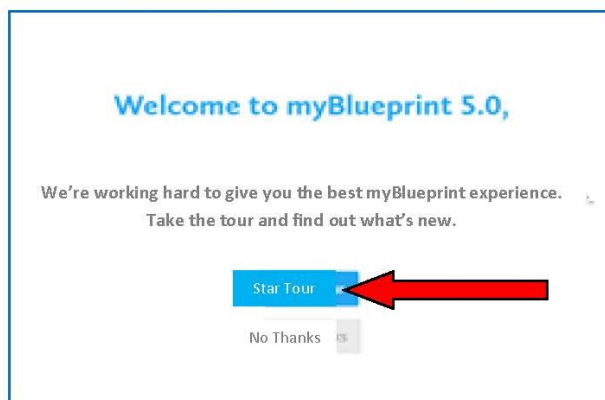 Welcome to myBlueprint 5.0,
We're working hard to give you the best myBlueprint experience.
Take the tour and find out what's new.
Star Tour
No Thanks